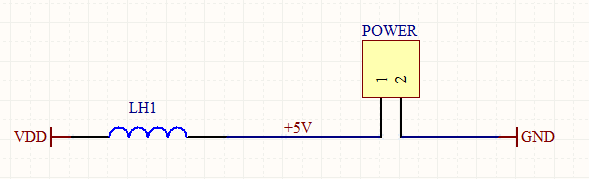 POWER
1 2
LH1
VDD +5V GND